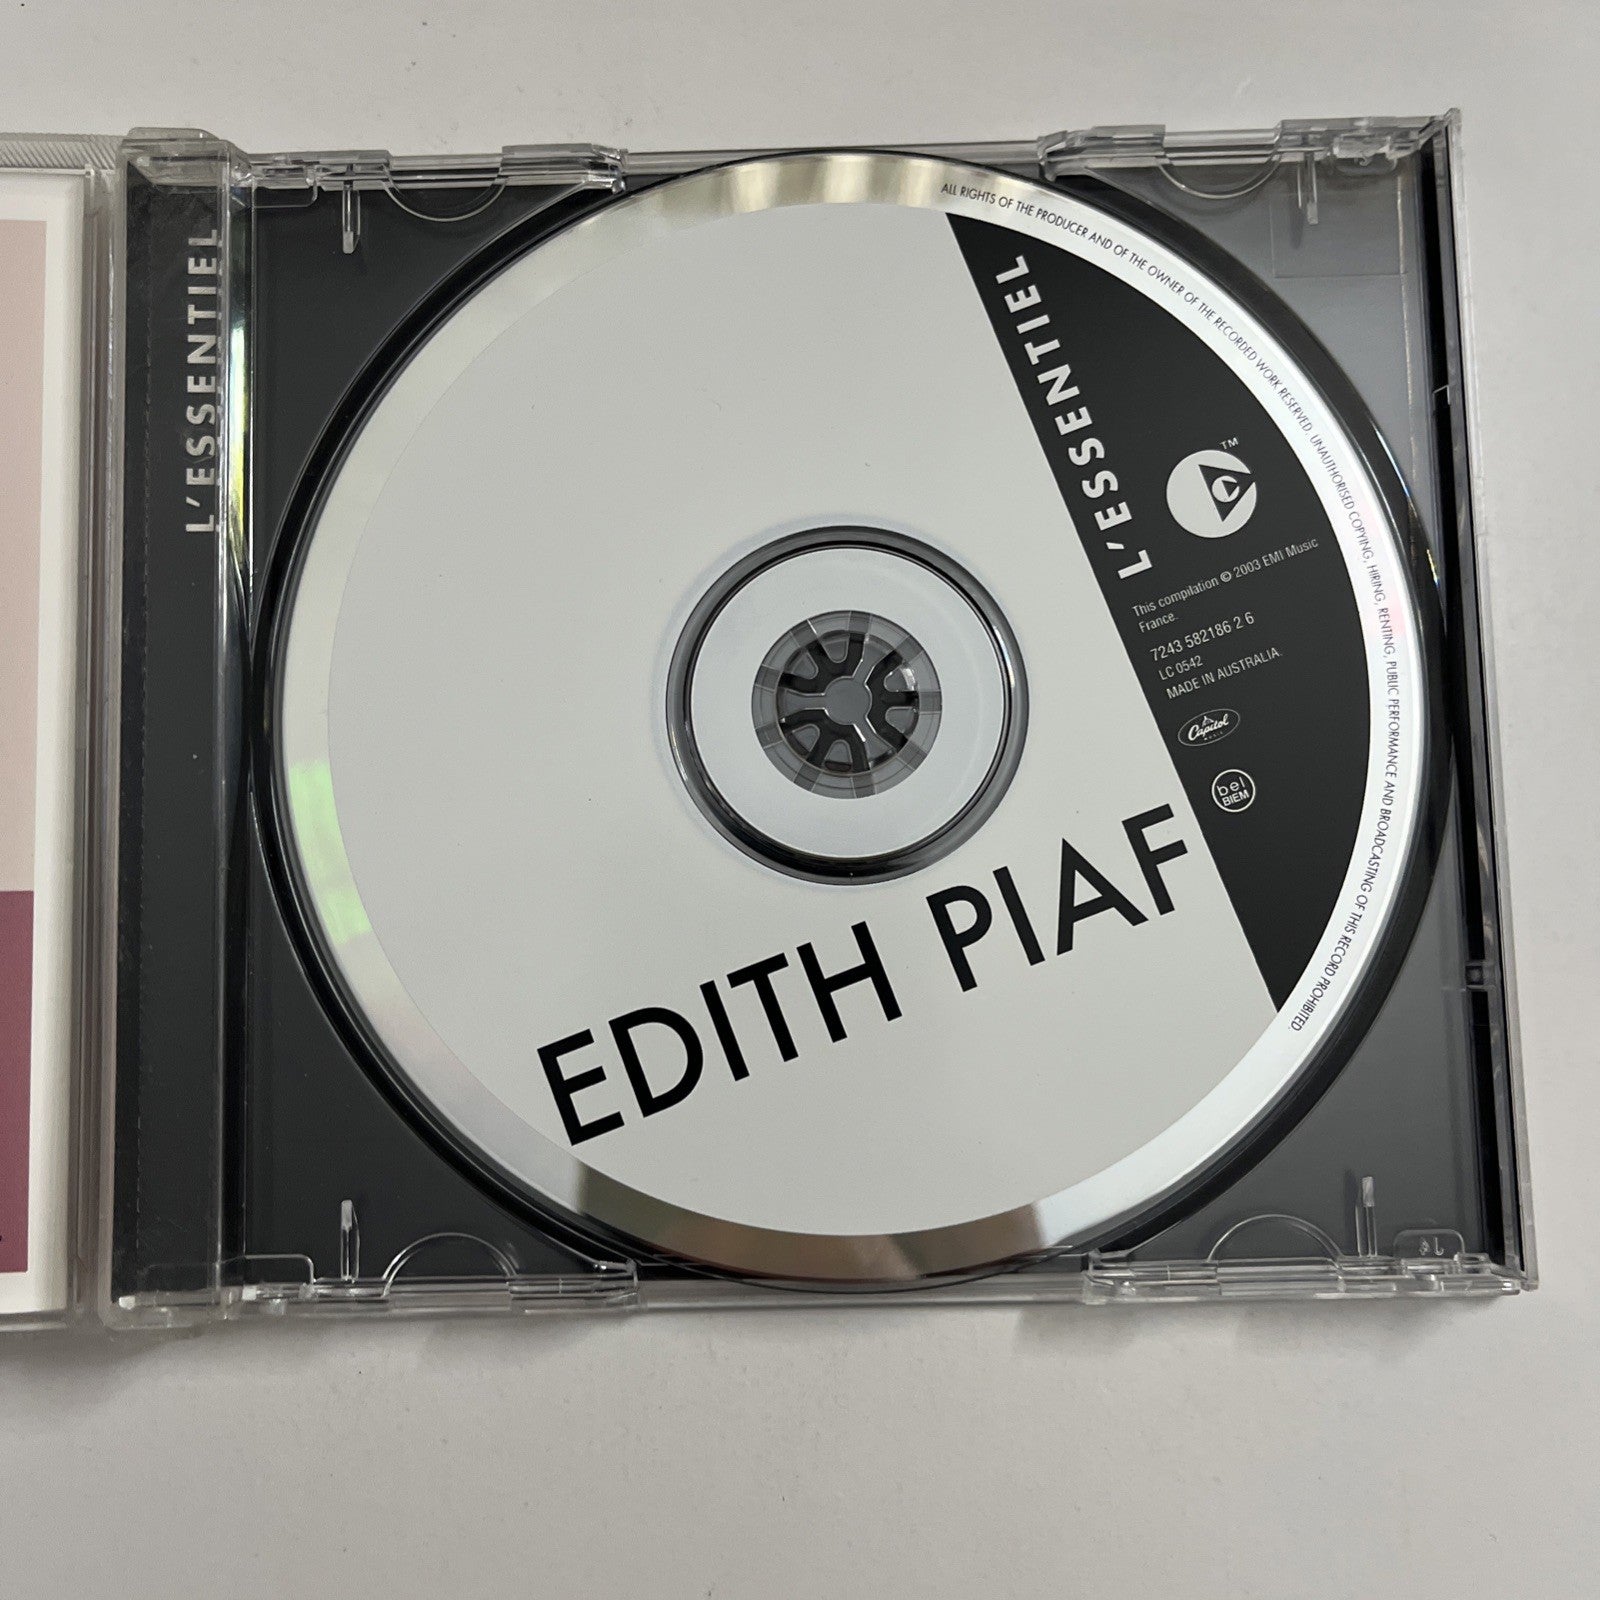 L'ESSENTIEL
ALL RIGHTS OF THE PRODUCER AND OF THE OWNER OF THE RECORDED WORK RESERVED. UNAUTHORISED COPYING, HIRING, RENTING, PUBLIC PERFORMANCE AND BROADCASTING OF THIS RECORD PROHIBITED.
L'ESSENTIEL
TM
This compilation © 2003 EMI Music
France.
7243 582186 2 6
LC 0542
MADE IN AUSTRALIA.
Capitol
MUSIC
bel
BIEM
EDITH PIAF